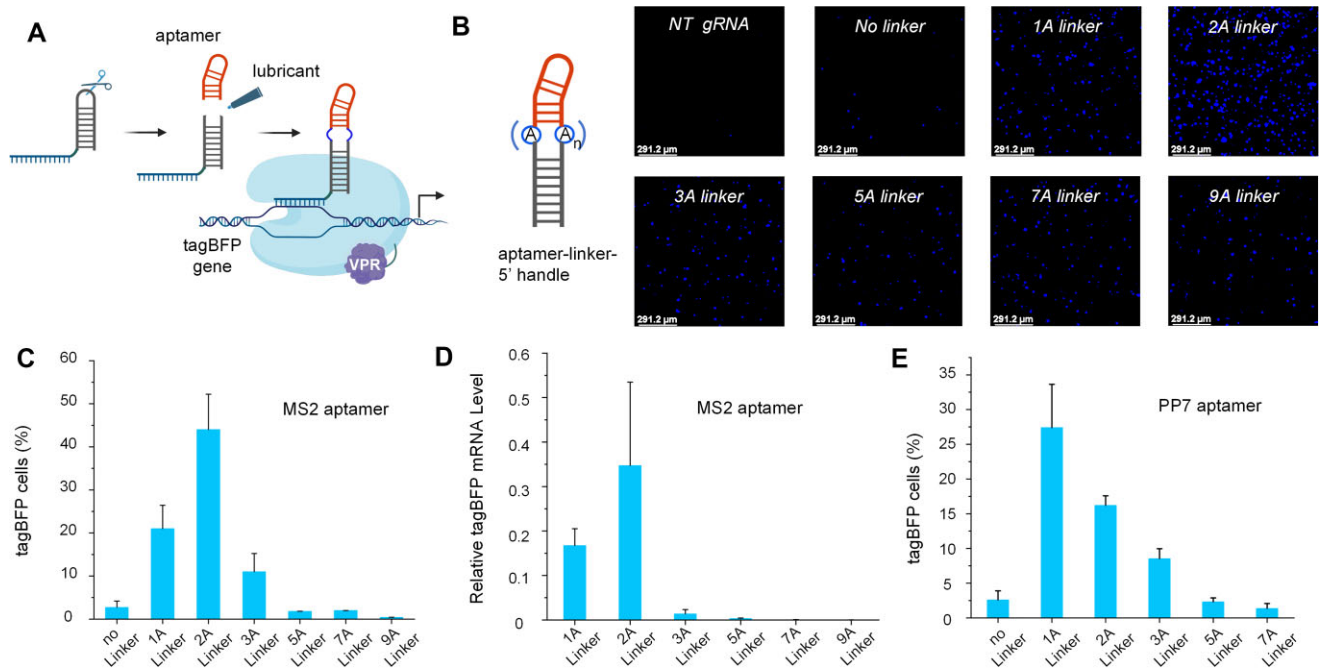 A
aptamer
lubricant
tagBFP
gene
VPR
B
A
A
n
aptamer-linker-
5' handle
NT gRNA
291.2 µm
No linker
291.2 µm
1A linker
291.2 µm
2A linker
291.2 µm
3A linker
291.2 µm
5A linker
291.2 µm
7A linker
291.2 µm
9A linker
291.2 µm
C
tagBFP cells (%)
60
50
40
30
20
10
0
MS2 aptamer
no
Linker
1A
Linker
2A
Linker
3A
Linker
5A
Linker
7A
Linker
9A
Linker
D
Relative tagBFP mRNA Level
0.6
0.5
0.4
0.3
0.2
0.1
0
MS2 aptamer
1A
Linker
2A
Linker
3A
Linker
5A
Linker
7A
Linker
9A
Linker
E
tagBFP cells (%)
35
30
25
20
15
10
5
0
PP7 aptamer
no
Linker
1A
Linker
2A
Linker
3A
Linker
5A
Linker
7A
Linker